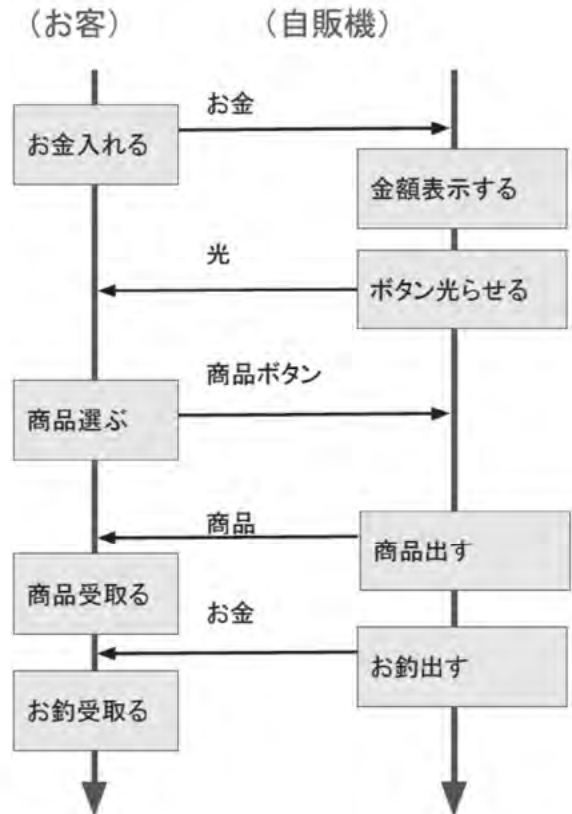 （お客）
（自販機）
お金
お金入れる
金額表示する
光
ボタン光らせる
商品ボタン
商品選ぶ
商品
商品出す
商品受取る
お金
お釣出す
お釣受取る